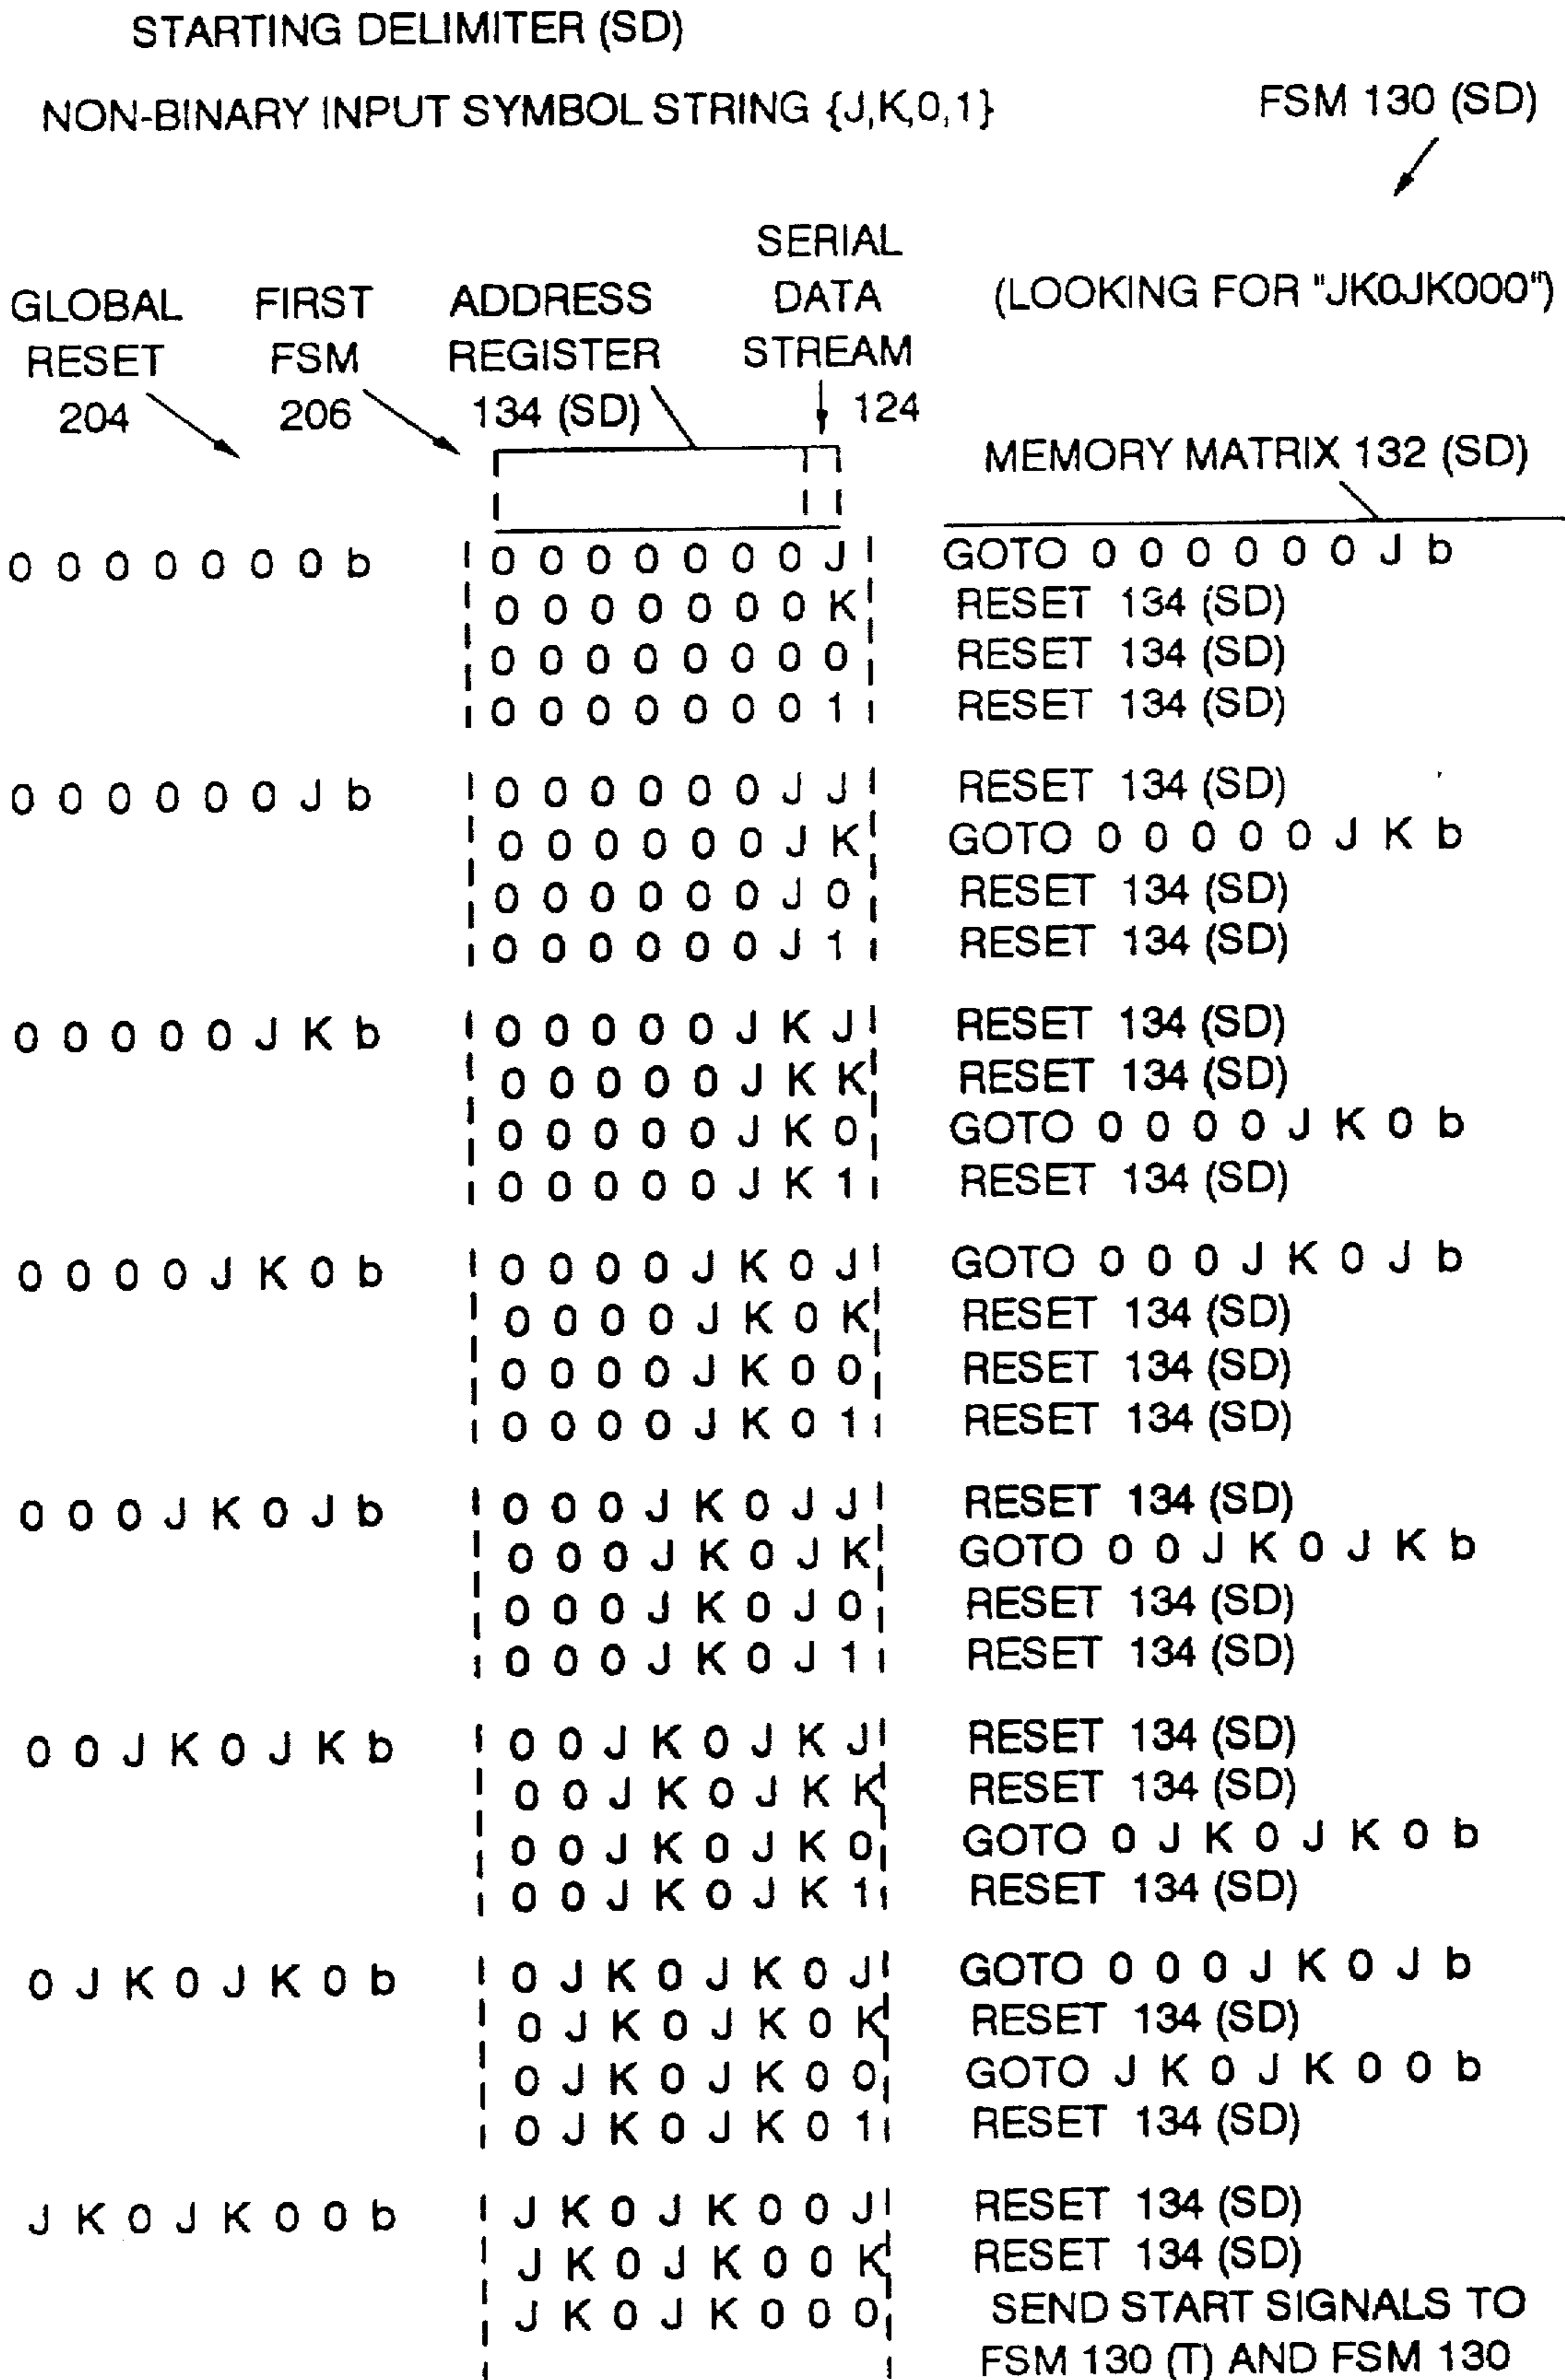 STARTING DELIMITER (SD)
NON-BINARY INPUT SYMBOL STRING {J,K,0,1}
FSM 130 (SD)
GLOBAL RESET 204
FIRST FSM 206
ADDRESS REGISTER 134 (SD)
SERIAL DATA STREAM 124
(LOOKING FOR "JK0JK000")
MEMORY MATRIX 132 (SD)
0 0 0 0 0 0 0 b 0 0 0 0 0 0 0 J GOTO 0 0 0 0 0 0 J b
0 0 0 0 0 0 0 K RESET 134 (SD)
0 0 0 0 0 0 0 0 RESET 134 (SD)
0 0 0 0 0 0 0 1 RESET 134 (SD)
0 0 0 0 0 0 J b 0 0 0 0 0 0 J J RESET 134 (SD)
0 0 0 0 0 0 J K GOTO 0 0 0 0 0 J K b
0 0 0 0 0 0 J 0 RESET 134 (SD)
0 0 0 0 0 0 J 1 RESET 134 (SD)
0 0 0 0 0 J K b 0 0 0 0 0 J K J RESET 134 (SD)
0 0 0 0 0 J K K RESET 134 (SD)
0 0 0 0 0 J K 0 GOTO 0 0 0 0 J K 0 b
0 0 0 0 0 J K 1 RESET 134 (SD)
0 0 0 0 J K 0 b 0 0 0 0 J K 0 J GOTO 0 0 0 J K 0 J b
0 0 0 0 J K 0 K RESET 134 (SD)
0 0 0 0 J K 0 0 RESET 134 (SD)
0 0 0 0 J K 0 1 RESET 134 (SD)
0 0 0 J K 0 J b 0 0 0 J K 0 J J RESET 134 (SD)
0 0 0 J K 0 J K GOTO 0 0 J K 0 J K b
0 0 0 J K 0 J 0 RESET 134 (SD)
0 0 0 J K 0 J 1 RESET 134 (SD)
0 0 J K 0 J K b 0 0 J K 0 J K J RESET 134 (SD)
0 0 J K 0 J K K RESET 134 (SD)
0 0 J K 0 J K 0 GOTO 0 J K 0 J K 0 b
0 0 J K 0 J K 1 RESET 134 (SD)
0 J K 0 J K 0 b 0 J K 0 J K 0 J GOTO 0 0 0 J K 0 J b
0 J K 0 J K 0 K RESET 134 (SD)
0 J K 0 J K 0 0 GOTO J K 0 J K 0 0 b
0 J K 0 J K 0 1 RESET 134 (SD)
J K 0 J K 0 0 b J K 0 J K 0 0 J RESET 134 (SD)
J K 0 J K 0 0 K RESET 134 (SD)
J K 0 J K 0 0 0 SEND START SIGNALS TO
FSM 130 (T) AND FSM 130